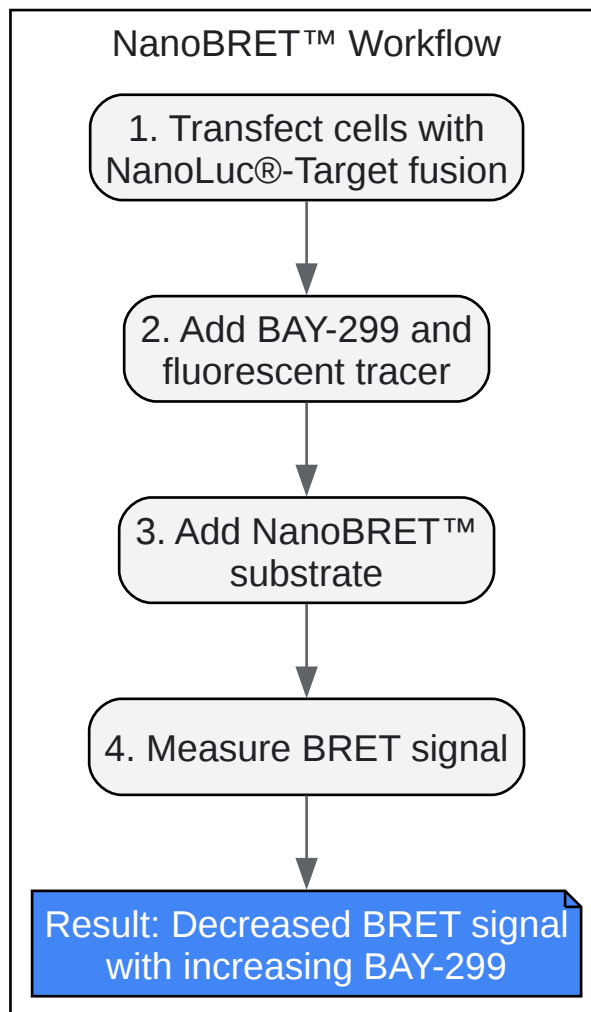 NanoBRET™ Workflow
1. Transfect cells with
NanoLuc®-Target fusion
2. Add BAY-299 and
fluorescent tracer
3. Add NanoBRET™
substrate
4. Measure BRET signal
Result: Decreased BRET signal
with increasing BAY-299